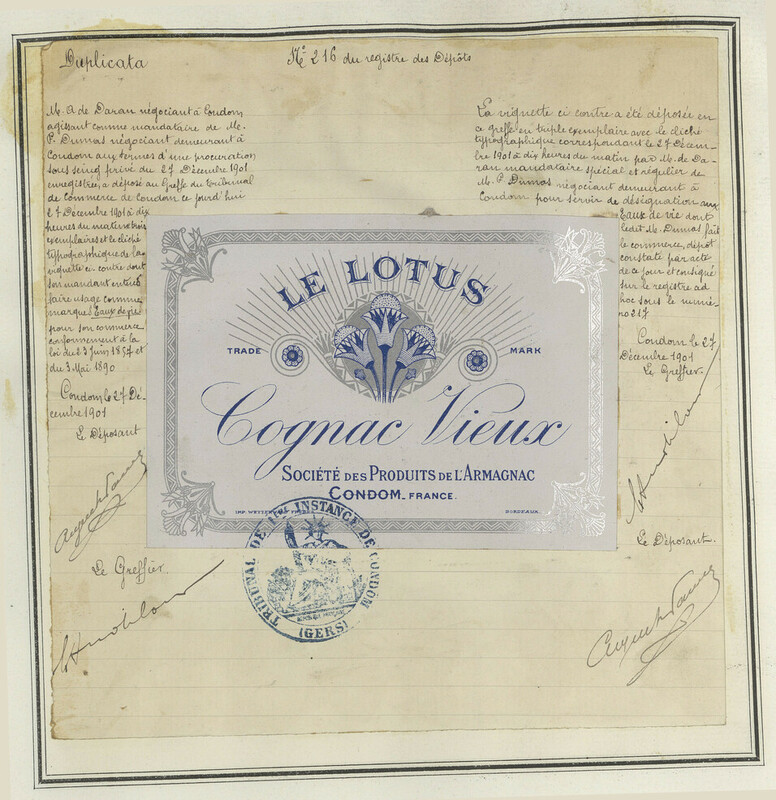 Duplicata
N° 216 du registre des Dépôts
M. A de Daran négociant à Condom
agissant comme mandataire de M.
P. Dumas négociant demeurant à
Condom aux termes d'une procuration
sous seing privé du 27 Décembre 1901
enregistrée, a déposé au Greffe du Tribunal
de Commerce de Condom ce jourd'hui
27 Décembre 1901 à dix
heures du matin trois
exemplaires et le cliché
typographique de la
vignette ci-contre dont
son mandant entend
faire usage comme
marque Eaux de vie
pour son commerce
conformément à la
loi du 23 Juin 1857 et
du 3 Mai 1890
Condom le 27 Dé-
cembre 1901
Le Déposant
Le Greffier
La vignette ci contre a été déposée en
ce greffe en triple exemplaire avec le cliché
typographique correspondant le 27 Décem-
bre 1901 à dix heures du matin par M. de Da-
ran mandataire spécial et régulier de
M. P. Dumas négociant demeurant à
Condom pour servir de désignation aux
Eaux de vie dont
ledit M. Dumas fait
le commerce, dépôt
constaté par acte
de ce jour et consigné
sur le registre ad
hoc sous le numé-
ro 217
Condom le 27
Décembre 1901
Le Greffier
Le Déposant
LE LOTUS
TRADE MARK
Cognac Vieux
SOCIÉTÉ DES PRODUITS DE L'ARMAGNAC
CONDOM_FRANCE.
IMP. BORDEAUX
TRIBUNAL DE 1ère INSTANCE DE CONDOM
(GERS)